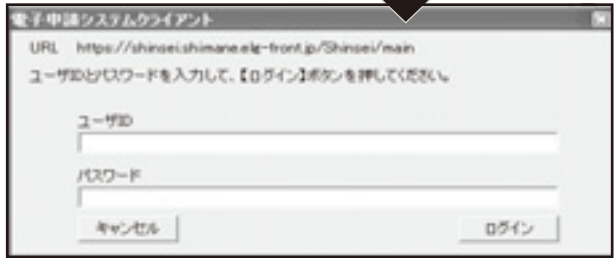 電子申請システムクライアント
URL https://shinsei.shimane.elg-front.jp/Shinsei/main
ユーザIDとパスワードを入力して、【ログイン】ボタンを押してください。
ユーザID
パスワード
キャンセル ログイン